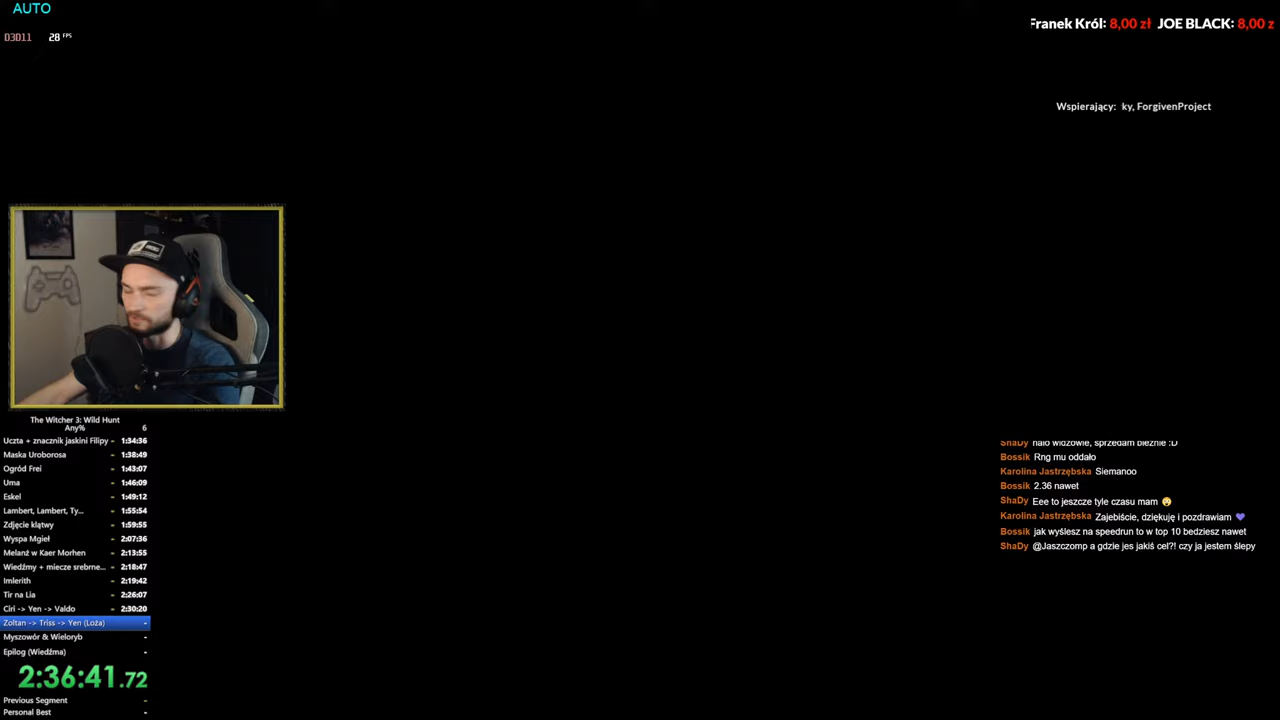 AUTO
D3D11 28 FPS
Franek Król: 8,00 zł JOE BLACK: 8,00 z
Wspierający: ky, ForgivenProject
The Witcher 3: Wild Hunt
Any% 6
Uczta + znacznik jaskini Filipy - 1:34:36
Maska Uroborosa - 1:38:49
Ogród Frei - 1:43:07
Uma - 1:46:09
Eskel - 1:49:12
Lambert, Lambert, Ty... - 1:55:54
Zdjęcie klątwy - 1:59:55
Wyspa Mgieł - 2:07:36
Melanż w Kaer Morhen - 2:13:55
Wiedźmy + miecze srebrne... - 2:18:47
Imlerith - 2:19:42
Tir na Lia - 2:26:07
Ciri -> Yen -> Valdo - 2:30:20
Zoltan -> Triss -> Yen (Loża) -
Myszowór & Wieloryb -
Epilog (Wiedźma) -
2:36:41.72
Previous Segment -
Personal Best -
ShaDy halo widzowie, sprzedam bieżnie :D
Bossik Rng mu oddało
Karolina Jastrzębska Siemanoo
Bossik 2.36 nawet
ShaDy Eee to jeszcze tyle czasu mam 😲
Karolina Jastrzębska Zajebiście, dziękuję i pozdrawiam 💜
Bossik jak wyślesz na speedrun to w top 10 bedziesz nawet
ShaDy @Jaszczomp a gdzie jes jakiś cel?! czy ja jestem ślepy